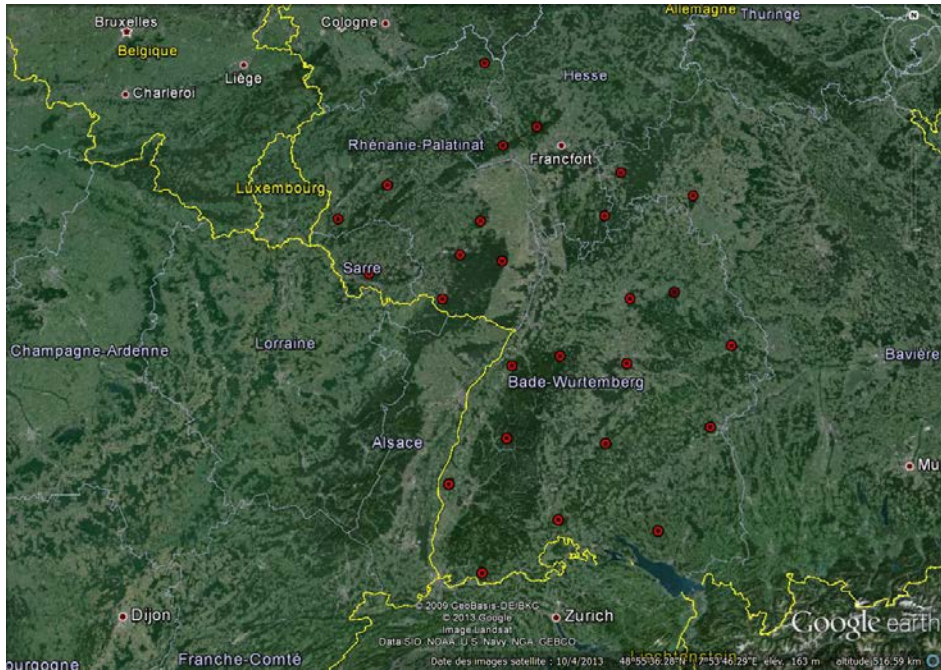 Bruxelles
Cologne
Allemagne
Thuringe
N
Belgique
Liège
Hesse
Charleroi
Rhénanie-Palatinat
Francfort
Luxembourg
Sarre
Champagne-Ardenne
Lorraine
Bavière
Bade-Wurtemberg
Alsace
Mu
© 2009 GeoBasis-DE/BKG
© 2013 Google
Image Landsat
Data SIO, NOAA, U.S. Navy, NGA, GEBCO
Dijon
Zurich
Google earth
Liechtenstein
ourgogne
Franche-Comté
Date des images satellite : 10/4/2013 48°55'36.28"N 7°53'46.29"E élév. 163 m altitude 516.59 km